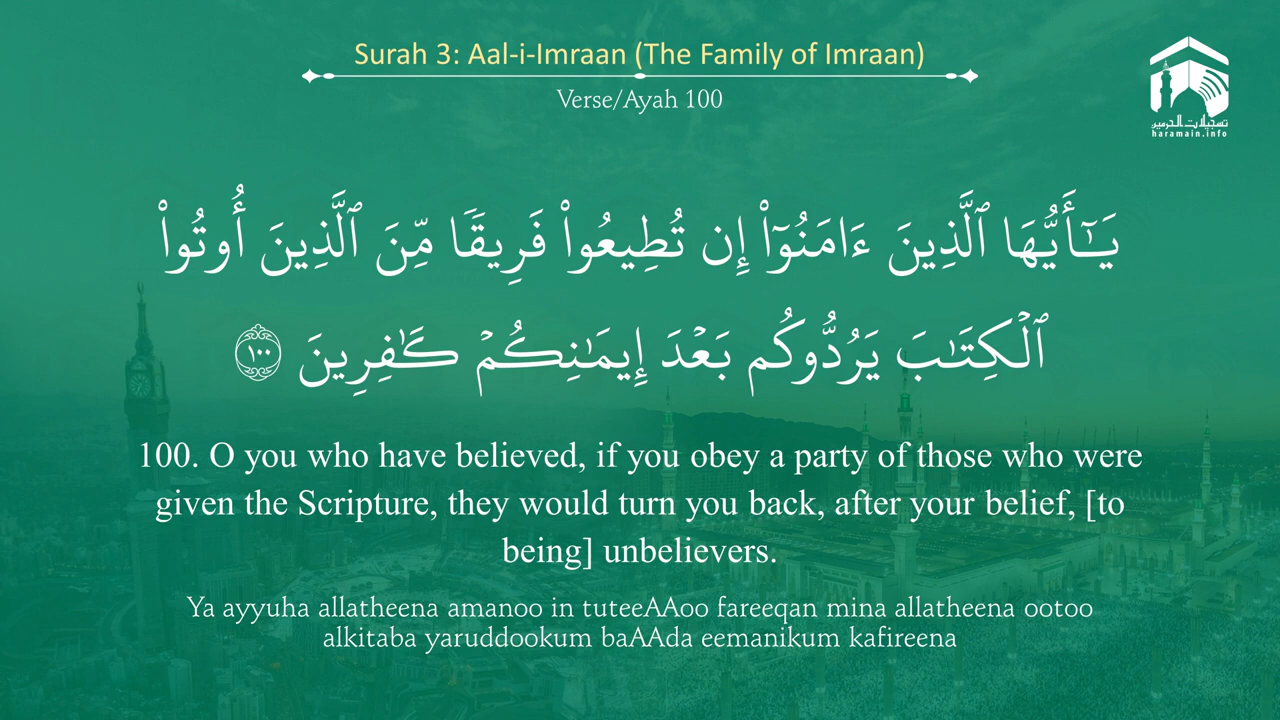 Surah 3: Aal-i-Imraan (The Family of Imraan)
Verse/Ayah 100
تسجيلات الحرمين
haramain.info
يَـٰٓأَيُّهَا ٱلَّذِينَ ءَامَنُوٓا۟ إِن تُطِيعُوا۟ فَرِيقًۭا مِّنَ ٱلَّذِينَ أُوتُوا۟
ٱلْكِتَـٰبَ يَرُدُّوكُم بَعْدَ إِيمَـٰنِكُمْ كَـٰفِرِينَ ١٠٠
100. O you who have believed, if you obey a party of those who were
given the Scripture, they would turn you back, after your belief, [to
being] unbelievers.
Ya ayyuha allatheena amanoo in tuteeAAoo fareeqan mina allatheena ootoo
alkitaba yaruddookum baAAda eemanikum kafireena